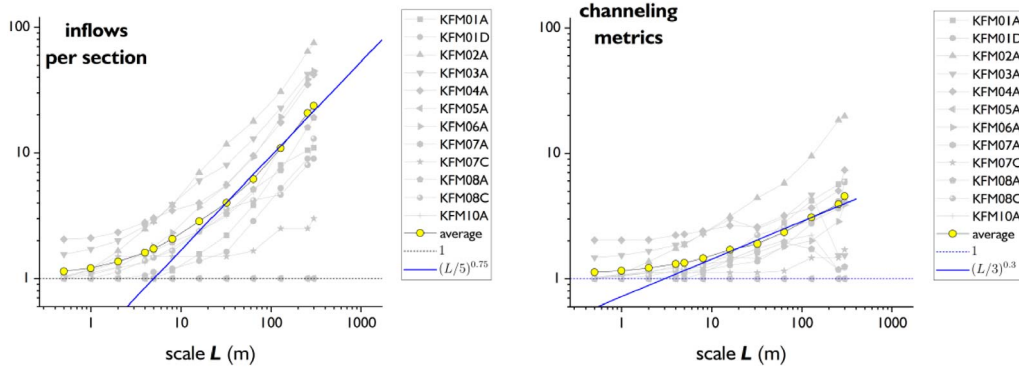 inflows
per section
100
10
1
1
10
100
1000
scale L (m)
KFM01A
KFM01D
KFM02A
KFM03A
KFM04A
KFM05A
KFM06A
KFM07A
KFM07C
KFM08A
KFM08C
KFM10A
average
1
(L/5)^0.75
channeling
metrics
100
10
1
1
10
100
1000
scale L (m)
KFM01A
KFM01D
KFM02A
KFM03A
KFM04A
KFM05A
KFM06A
KFM07A
KFM07C
KFM08A
KFM08C
KFM10A
average
1
(L/3)^0.3